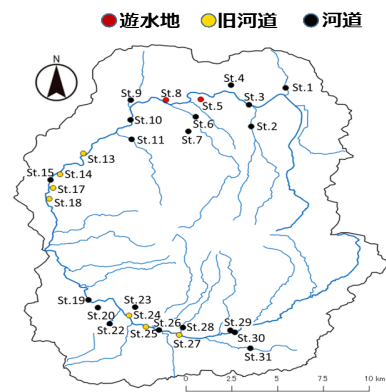 遊水地 旧河道 河道
N
St.4
St.9 St.8 St.1
St.5 St.3
St.10 St.6 St.2
St.11 St.7
St.13
St.15 St.14
St.17
St.18
St.19 St.23
St.20 St.24
St.22 St.26 St.28 St.29
St.25 St.30
St.27 St.31
0 2.5 5 10 km